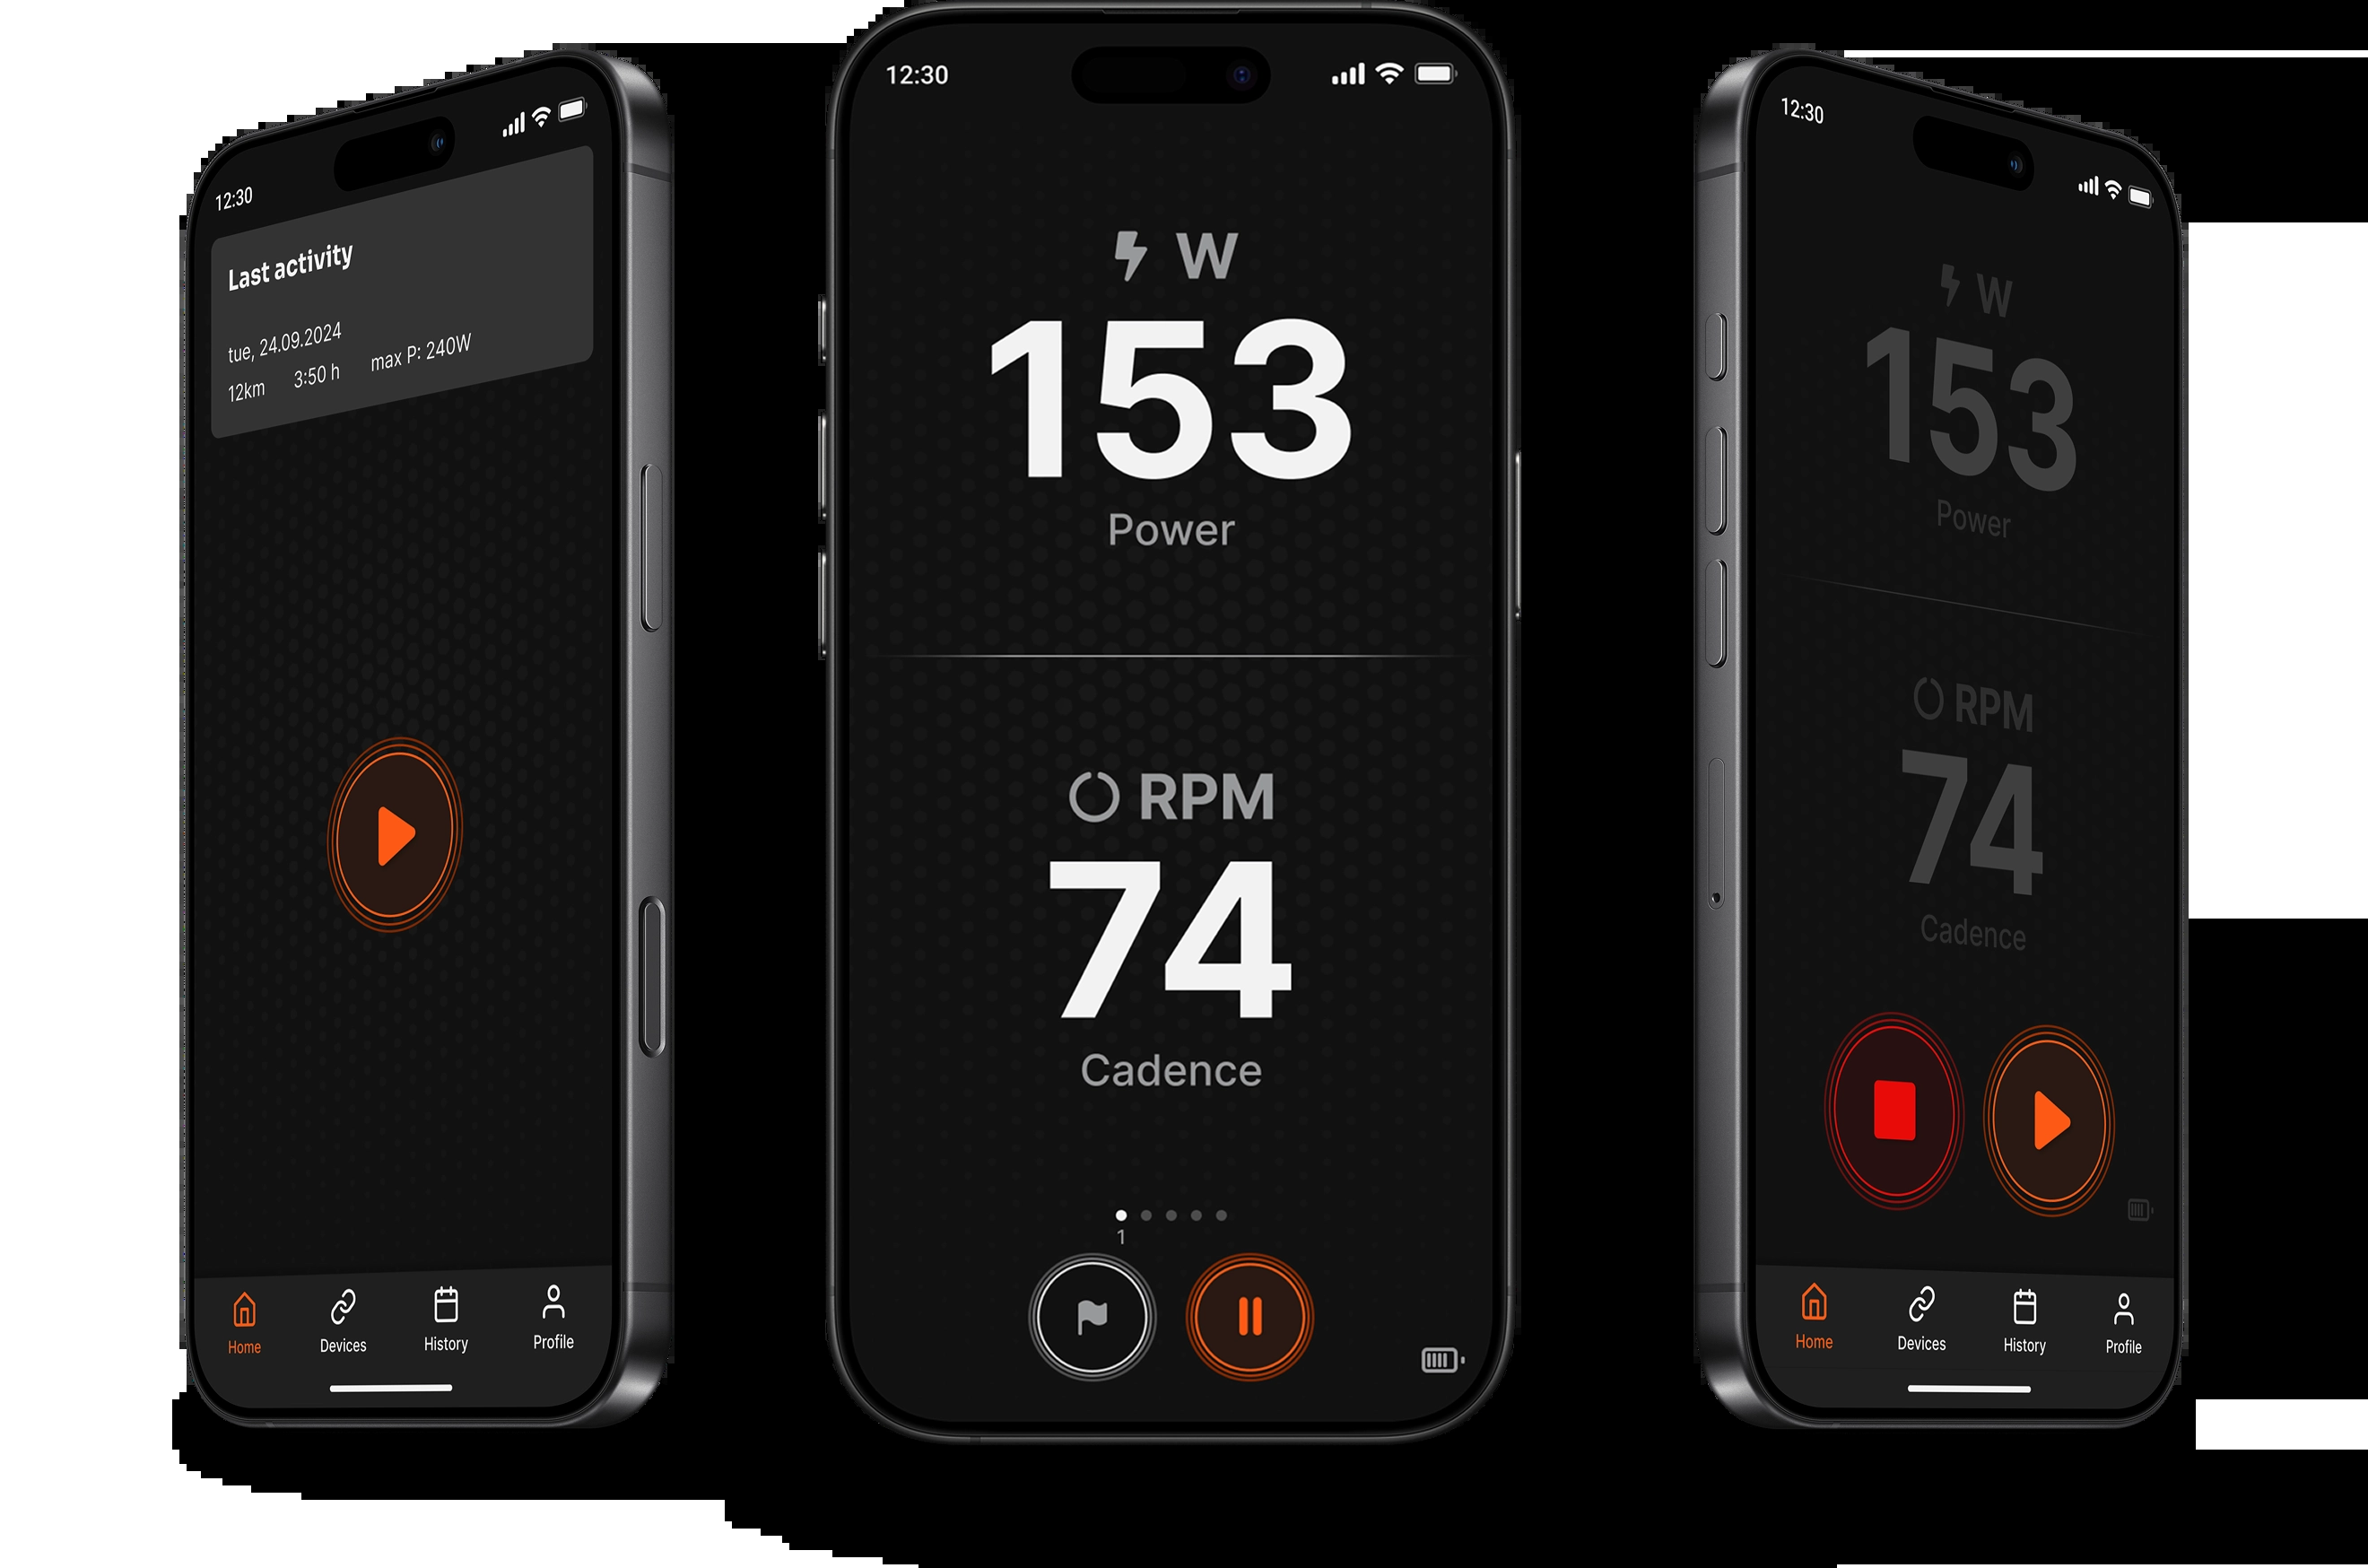 12:30
Last activity
tue, 24.09.2024
12km 3:50 h max P: 240W
Home Devices History Profile
12:30
W
153
Power
RPM
74
Cadence
1
12:30
W
153
Power
RPM
74
Cadence
Home Devices History Profile